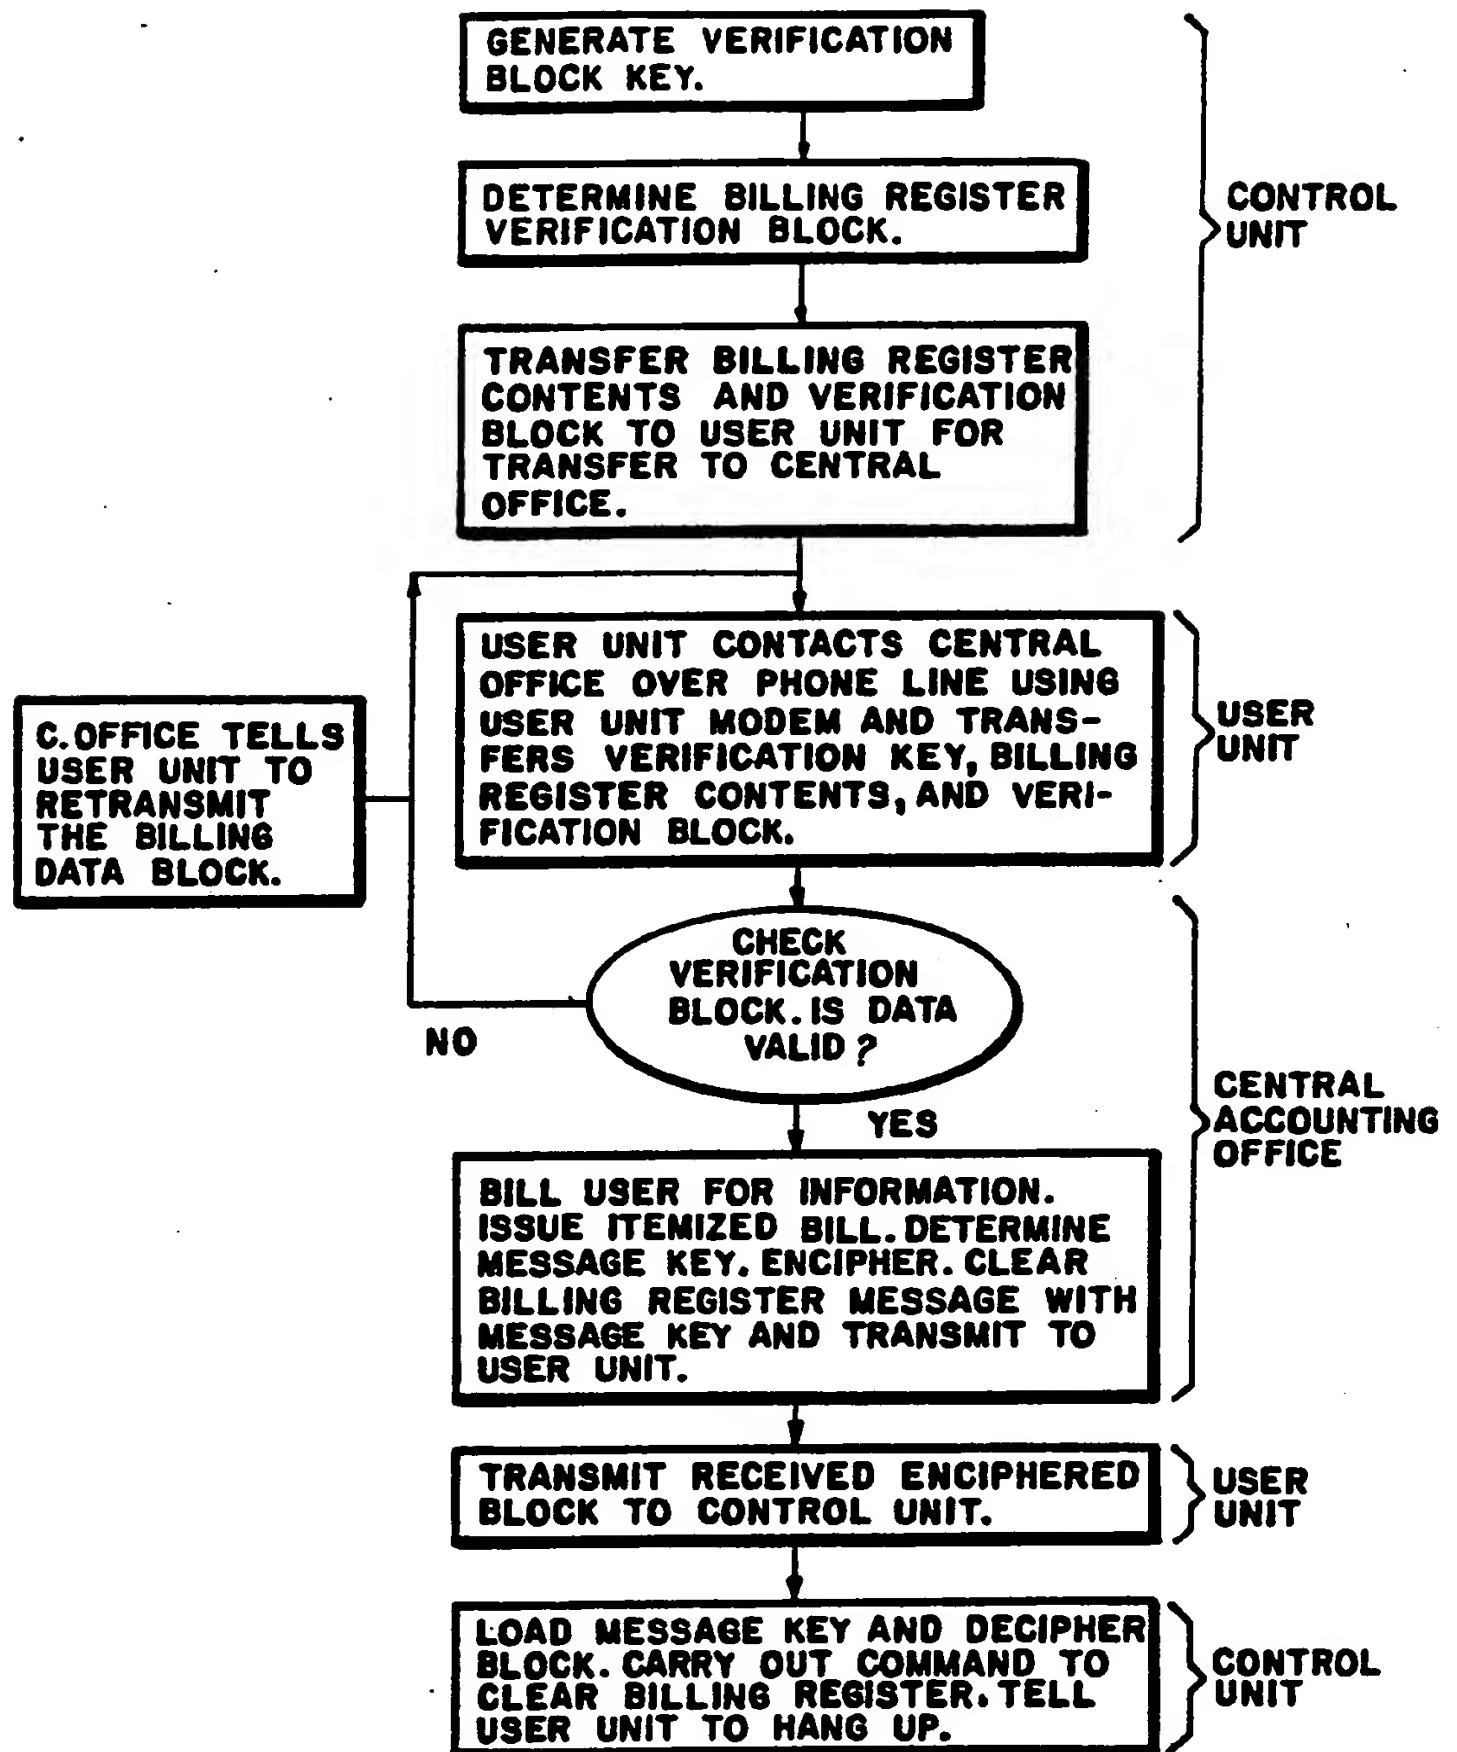 GENERATE VERIFICATION
BLOCK KEY.
DETERMINE BILLING REGISTER
VERIFICATION BLOCK.
TRANSFER BILLING REGISTER
CONTENTS AND VERIFICATION
BLOCK TO USER UNIT FOR
TRANSFER TO CENTRAL
OFFICE.
CONTROL
UNIT
USER UNIT CONTACTS CENTRAL
OFFICE OVER PHONE LINE USING
USER UNIT MODEM AND TRANS-
FERS VERIFICATION KEY, BILLING
REGISTER CONTENTS, AND VERI-
FICATION BLOCK.
USER
UNIT
C. OFFICE TELLS
USER UNIT TO
RETRANSMIT
THE BILLING
DATA BLOCK.
CHECK
VERIFICATION
BLOCK. IS DATA
VALID?
NO
YES
BILL USER FOR INFORMATION.
ISSUE ITEMIZED BILL. DETERMINE
MESSAGE KEY. ENCIPHER. CLEAR
BILLING REGISTER MESSAGE WITH
MESSAGE KEY AND TRANSMIT TO
USER UNIT.
CENTRAL
ACCOUNTING
OFFICE
TRANSMIT RECEIVED ENCIPHERED
BLOCK TO CONTROL UNIT.
USER
UNIT
LOAD MESSAGE KEY AND DECIPHER
BLOCK. CARRY OUT COMMAND TO
CLEAR BILLING REGISTER. TELL
USER UNIT TO HANG UP.
CONTROL
UNIT